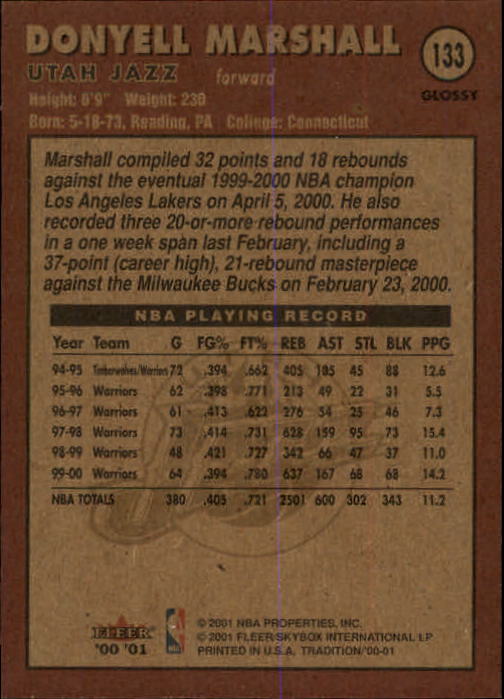 DONYELL MARSHALL
133
UTAH JAZZ forward
GLOSSY
Height: 6'9" Weight: 230
Born: 5-18-73, Reading, PA College: Connecticut
Marshall compiled 32 points and 18 rebounds
against the eventual 1999-2000 NBA champion
Los Angeles Lakers on April 5, 2000. He also
recorded three 20-or-more rebound performances
in a one week span last February, including a
37-point (career high), 21-rebound masterpiece
against the Milwaukee Bucks on February 23, 2000.
NBA PLAYING RECORD
Year Team G FG% FT% REB AST STL BLK PPG
94-95 Timberwolves/Warriors 72 .394 .662 405 105 45 88 12.6
95-96 Warriors 62 .398 .771 213 49 22 31 5.5
96-97 Warriors 61 .413 .622 276 54 25 46 7.3
97-98 Warriors 73 .414 .731 628 159 95 73 15.4
98-99 Warriors 48 .421 .727 342 66 47 37 11.0
99-00 Warriors 64 .394 .780 637 167 68 68 14.2
NBA TOTALS 380 .405 .721 2501 600 302 343 11.2
FLEER
'00 '01
© 2001 NBA PROPERTIES, INC.
© 2001 FLEER/SKYBOX INTERNATIONAL LP
PRINTED IN U.S.A. TRADITION/'00-01